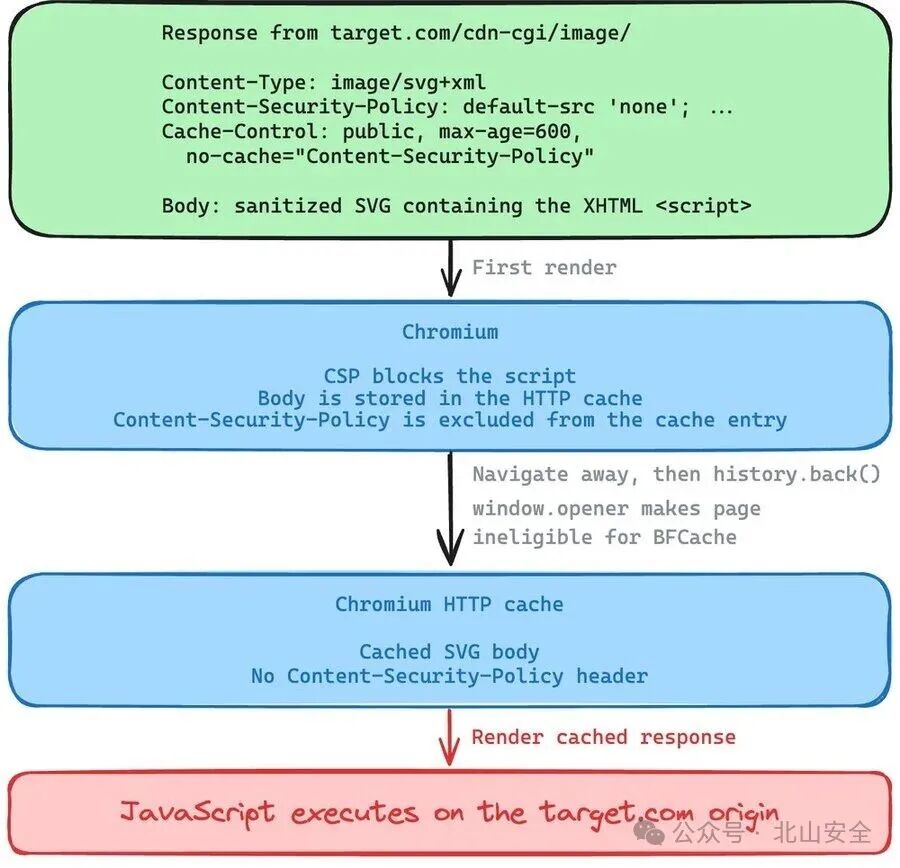 Response from target.com/cdn-cgi/image/
Content-Type: image/svg+xml
Content-Security-Policy: default-src 'none'; ...
Cache-Control: public, max-age=600,
no-cache="Content-Security-Policy"
Body: sanitized SVG containing the XHTML <script>
First render
Chromium
CSP blocks the script
Body is stored in the HTTP cache
Content-Security-Policy is excluded from the cache entry
Navigate away, then history.back()
window.opener makes page
ineligible for BFCache
Chromium HTTP cache
Cached SVG body
No Content-Security-Policy header
Render cached response
JavaScript executes on the target.com origin
公众号 · 北山安全